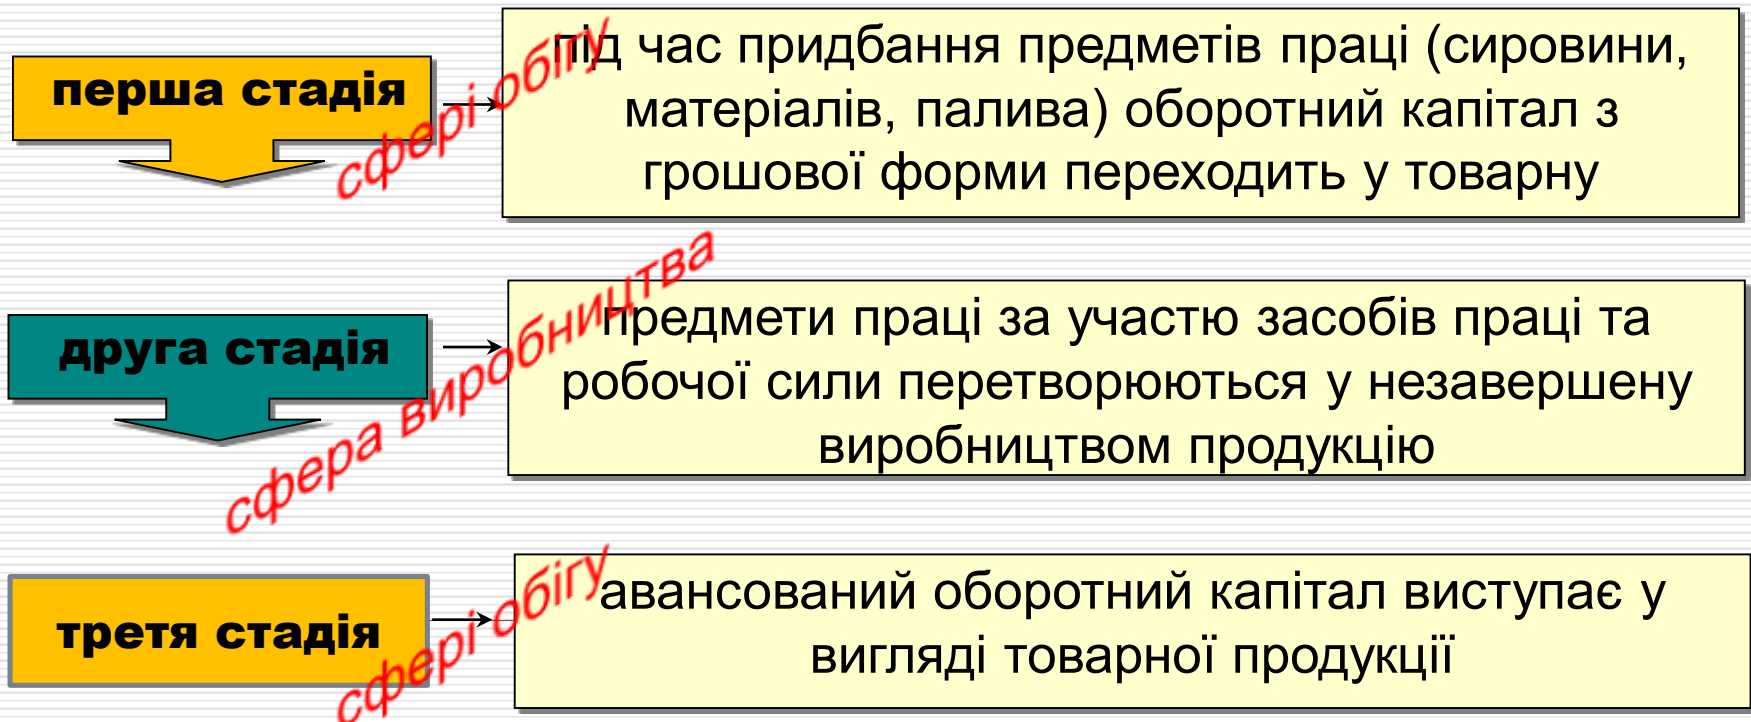 перша стадія
сфері обігу
під час придбання предметів праці (сировини,
матеріалів, палива) оборотний капітал з
грошової форми переходить у товарну
друга стадія
сфера виробництва
предмети праці за участю засобів праці та
робочої сили перетворюються у незавершену
виробництвом продукцію
третя стадія
сфері обігу
авансований оборотний капітал виступає у
вигляді товарної продукції